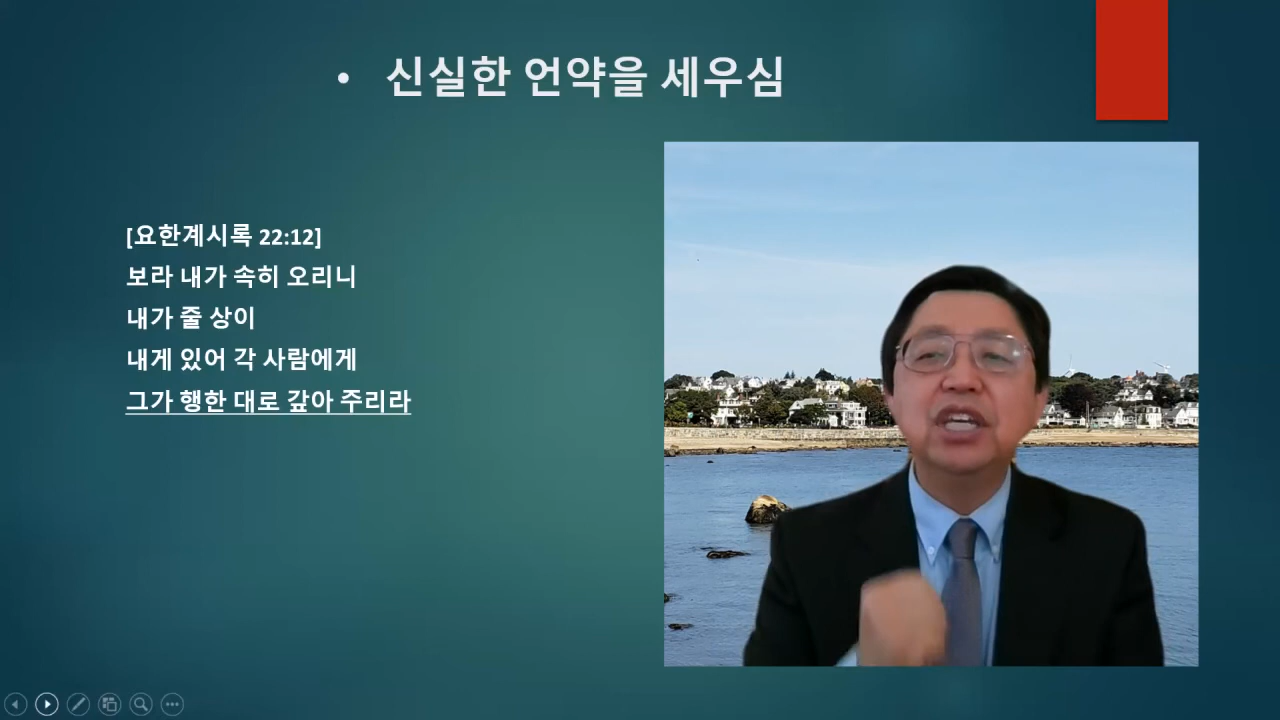 • 신실한 언약을 세우심
[요한계시록 22:12]
보라 내가 속히 오리니
내가 줄 상이
내게 있어 각 사람에게
그가 행한 대로 갚아 주리라